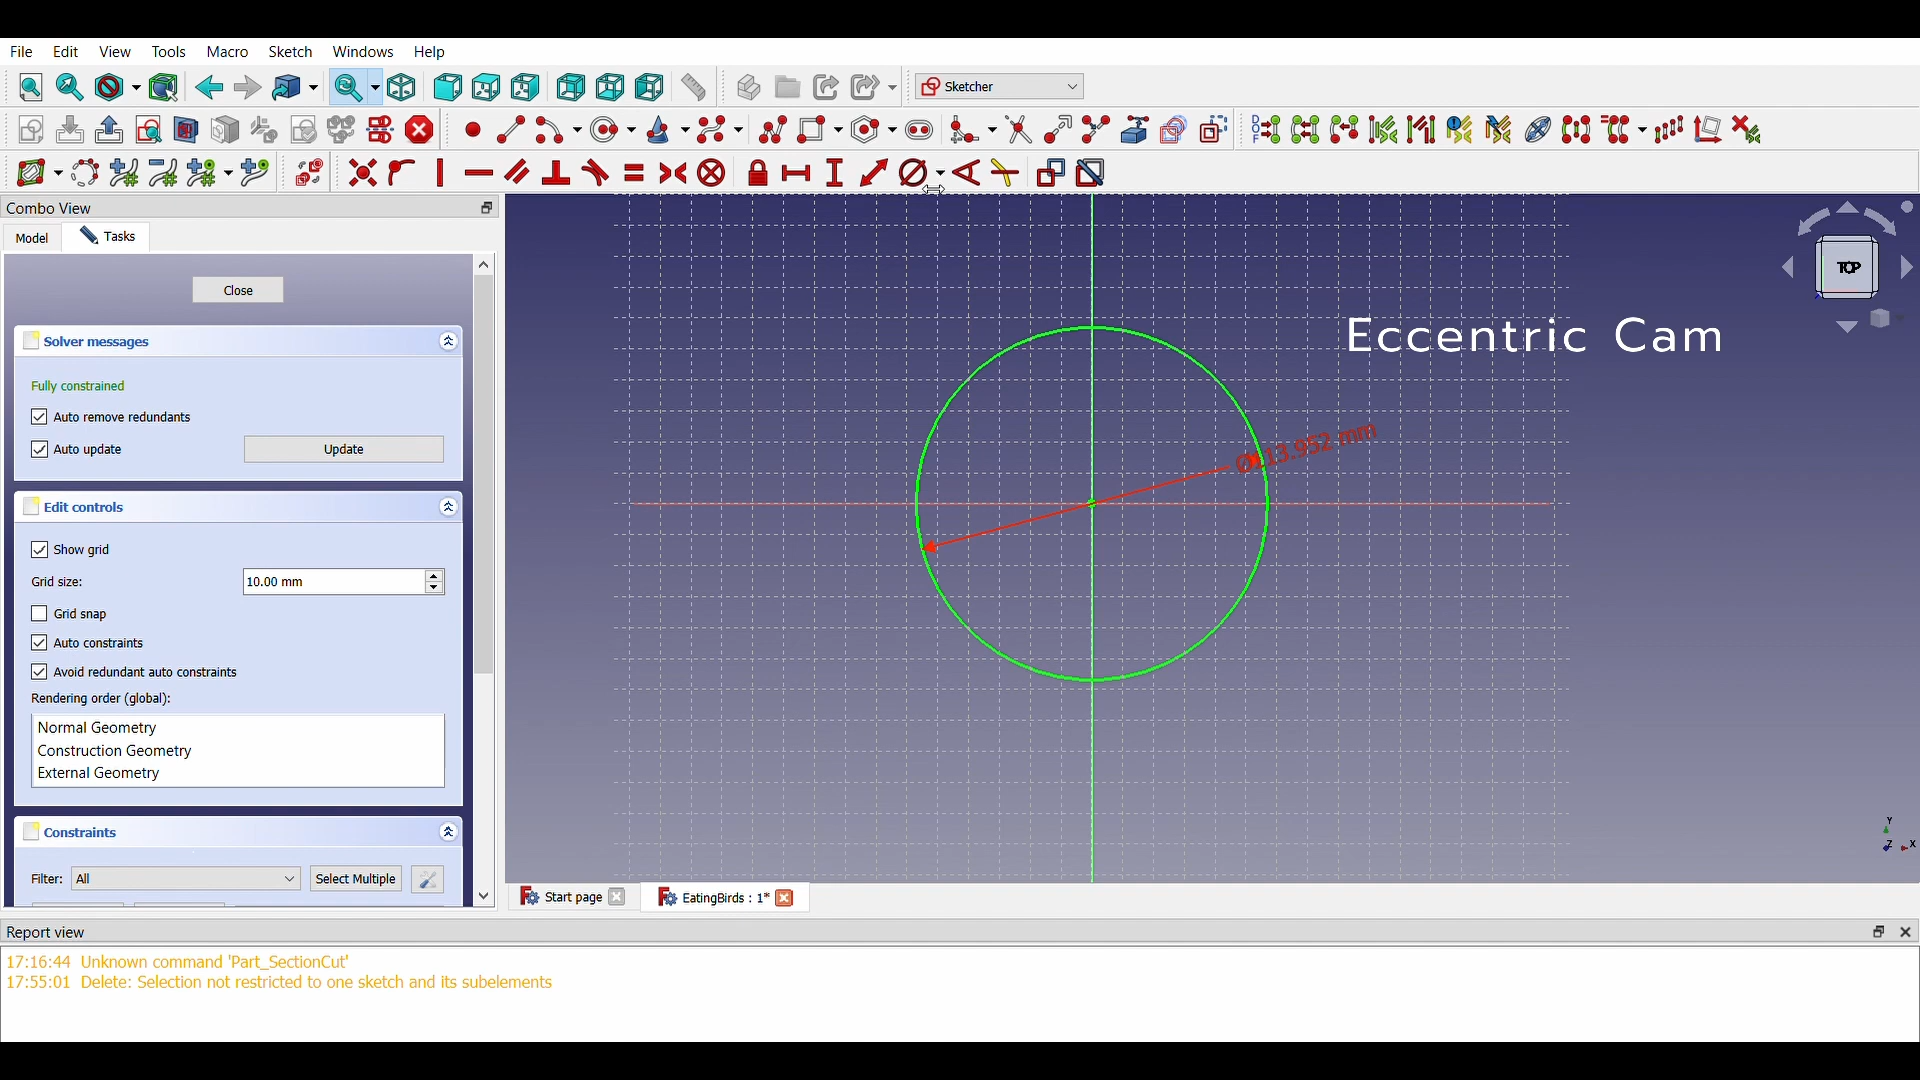 File Edit View Tools Macro Sketch Windows Help
Sketcher
Combo View
Model Tasks
Close
Solver messages
Fully constrained
Auto remove redundants
Auto update Update
Edit controls
Show grid
Grid size: 10.00 mm
Grid snap
Auto constraints
Avoid redundant auto constraints
Rendering order (global):
Normal Geometry
Construction Geometry
External Geometry
Constraints
Filter: All Select Multiple
TOP
Eccentric Cam
mm
Y
Z X
Start page EatingBirds : 1*
Report view
17:16:44 Unknown command 'Part_SectionCut'
17:55:01 Delete: Selection not restricted to one sketch and its subelements